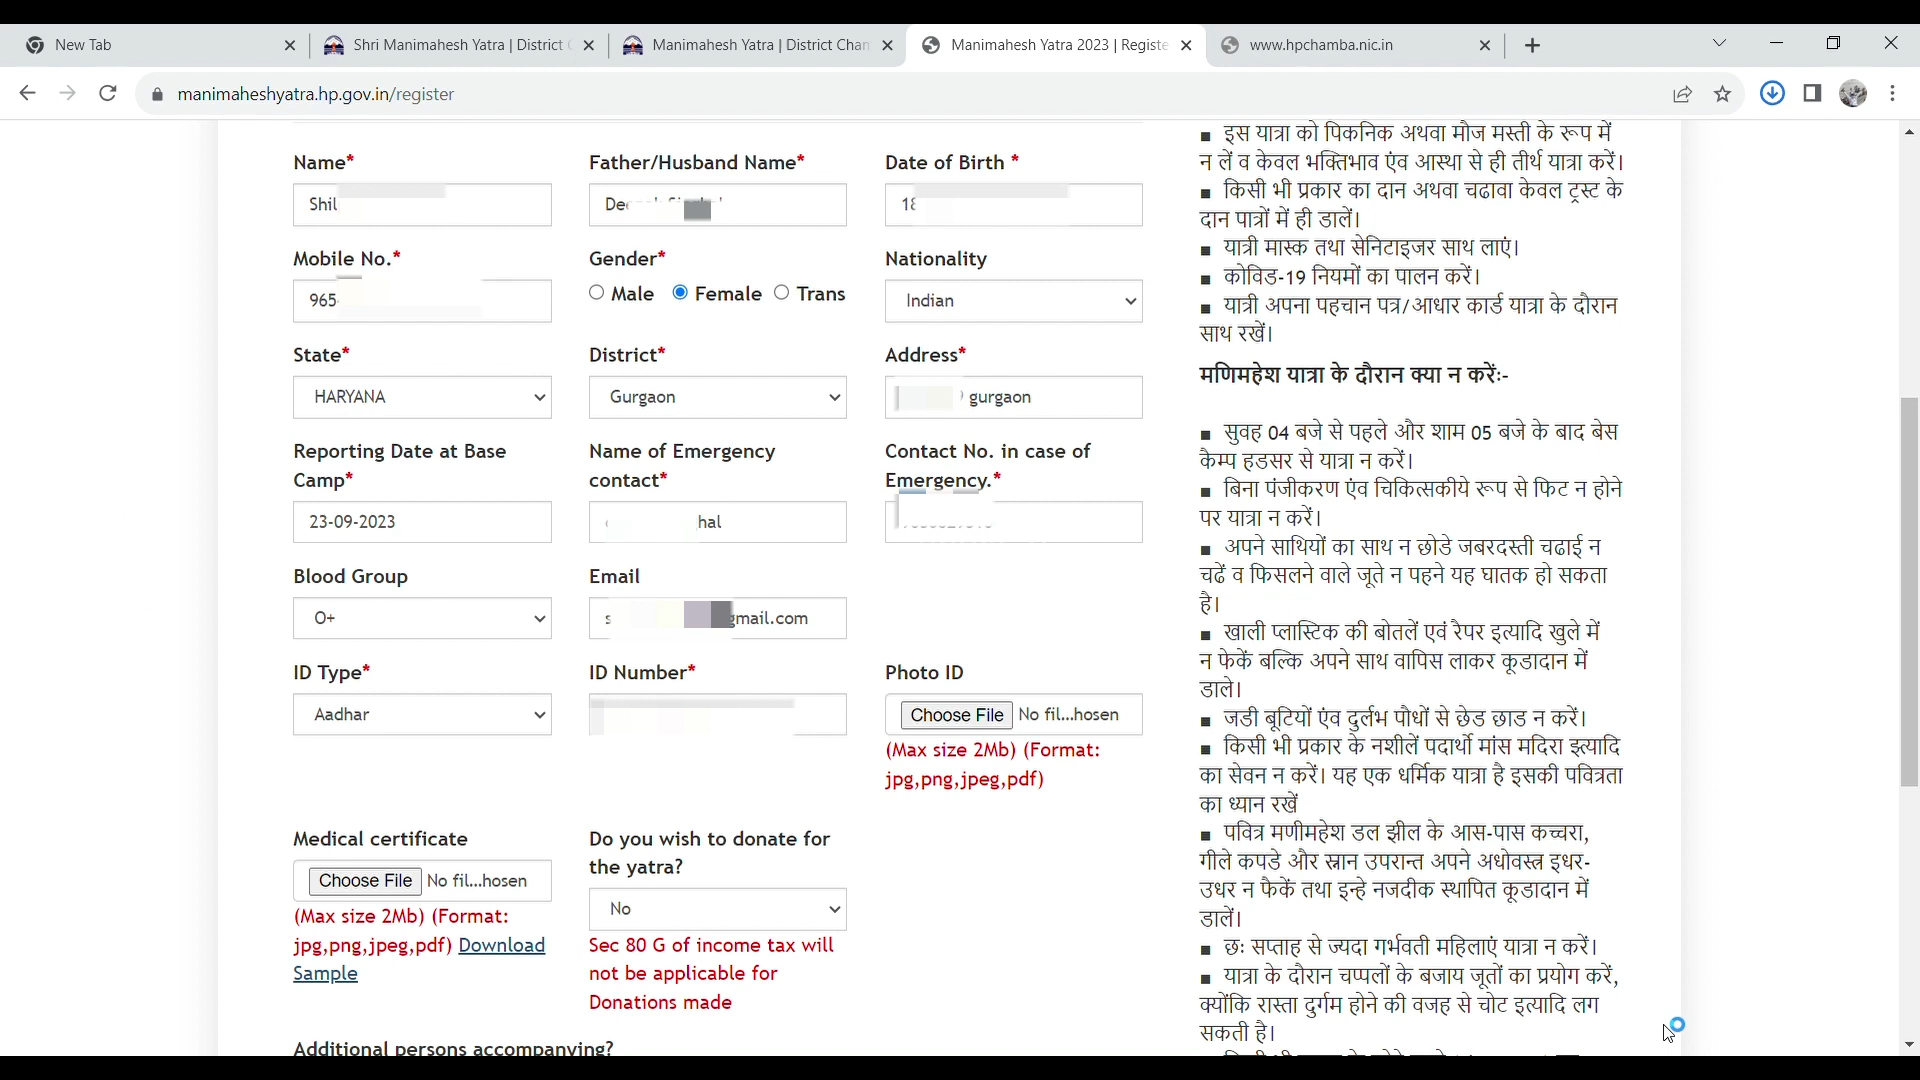 New Tab
Shri Manimahesh Yatra | District
Manimahesh Yatra | District Cham
Manimahesh Yatra 2023 | Registe
www.hpchamba.nic.in
manimaheshyatra.hp.gov.in/register
Name* Father/Husband Name* Date of Birth *
Shil
18
Mobile No.* Gender* Nationality
965
Male Female Trans
Indian
State* District* Address*
HARYANA Gurgaon gurgaon
Reporting Date at Base Camp*
Name of Emergency contact*
Contact No. in case of Emergency.*
23-09-2023
hal
Blood Group Email
O+
gmail.com
ID Type* ID Number* Photo ID
Aadhar
Choose File No fil...hosen
(Max size 2Mb) (Format:
jpg,png,jpeg,pdf)
Medical certificate
Choose File No fil...hosen
(Max size 2Mb) (Format:
jpg,png,jpeg,pdf) Download
Sample
Do you wish to donate for
the yatra?
No
Sec 80 G of income tax will
not be applicable for
Donations made
Additional persons accompanying?
▪ इस यात्रा को पिकनिक अथवा मौज मस्ती के रूप में
न लें व केवल भक्तिभाव एंव आस्था से ही तीर्थ यात्रा करें।
▪ किसी भी प्रकार का दान अथवा चढावा केवल ट्रस्ट के
दान पात्रों में ही डालें।
▪ यात्री मास्क तथा सेनिटाइजर साथ लाएं।
▪ कोविड-19 नियमों का पालन करें।
▪ यात्री अपना पहचान पत्र/आधार कार्ड यात्रा के दौरान
साथ रखें।
मणिमहेश यात्रा के दौरान क्या न करेंः-
▪ सुवह 04 बजे से पहले और शाम 05 बजे के बाद बेस
कैम्प हडसर से यात्रा न करें।
▪ बिना पंजीकरण एंव चिकित्सकीये रूप से फिट न होने
पर यात्रा न करें।
▪ अपने साथियों का साथ न छोडे जबरदस्ती चढाई न
चढें व फिसलने वाले जूते न पहने यह घातक हो सकता
है।
▪ खाली प्लास्टिक की बोतलें एवं रैपर इत्यादि खुले में
न फेकें बल्कि अपने साथ वापिस लाकर कूडादान में
डाले।
▪ जडी बूटियों एंव दुर्लभ पौधों से छेड छाड न करें।
▪ किसी भी प्रकार के नशीलें पदार्थो मांस मदिरा इत्यादि
का सेवन न करें। यह एक धर्मिक यात्रा है इसकी पवित्रता
का ध्यान रखें
▪ पवित्र मणीमहेश डल झील के आस-पास कच्चरा,
गीले कपडे और स्नान उपरान्त अपने अधोवस्त्र इधर-
उधर न फैकें तथा इन्हे नजदीक स्थापित कूडादान में
डालें।
▪ छः सप्ताह से ज्यदा गर्भवती महिलाएं यात्रा न करें।
▪ यात्रा के दौरान चप्पलों के बजाय जूतों का प्रयोग करें,
क्योंकि रास्ता दुर्गम होने की वजह से चोट इत्यादि लग
सकती है।